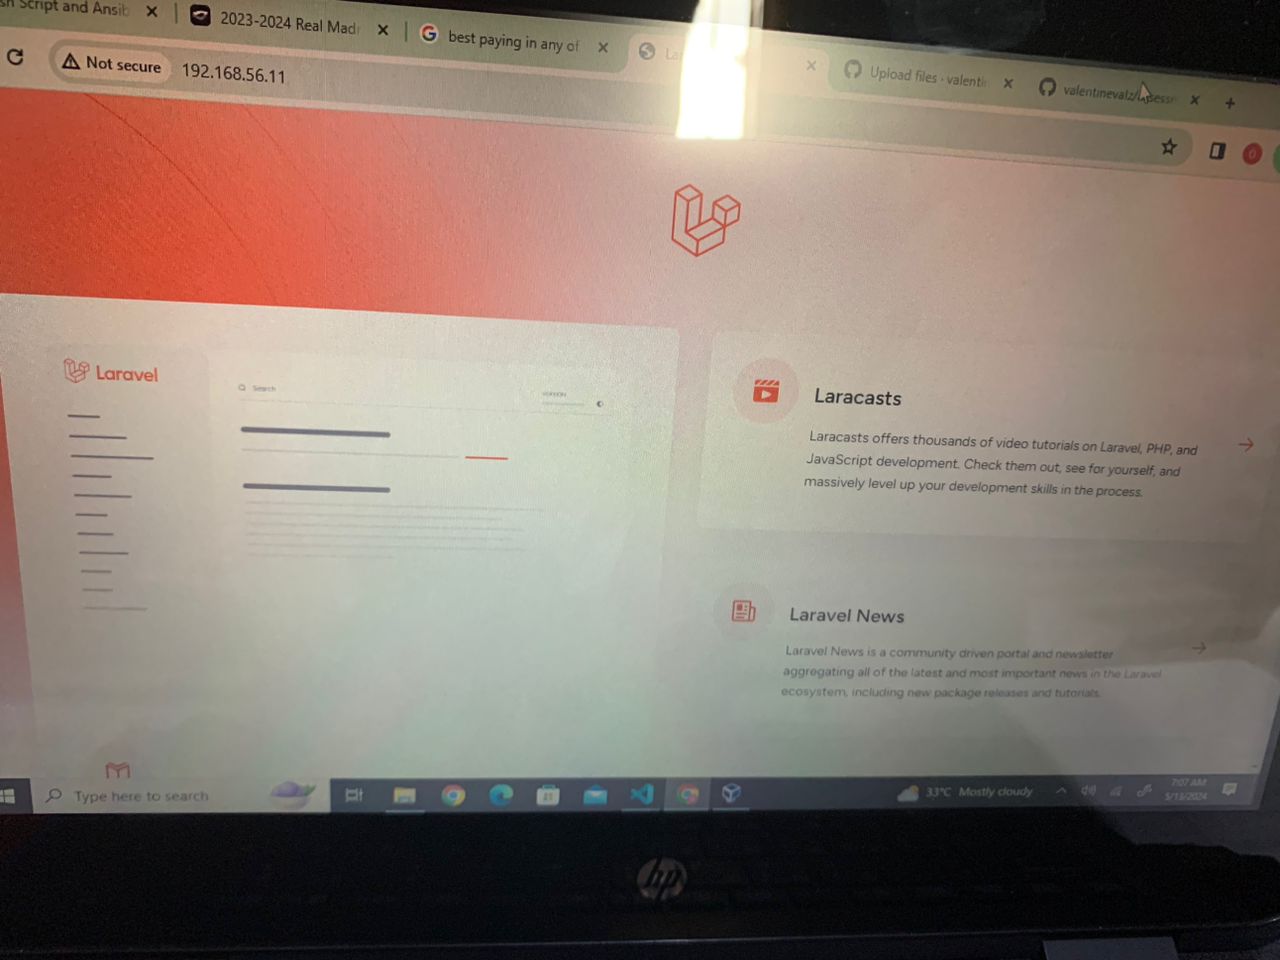 sh Script and Ansib
2023-2024 Real Mad
best paying in any of
La
Upload files · valenti
valentinevalz/
Not secure
192.168.56.11
Laravel
Search
VERSION
Laracasts
Laracasts offers thousands of video tutorials on Laravel, PHP, and
JavaScript development. Check them out, see for yourself, and
massively level up your development skills in the process.
Laravel News
Laravel News is a community driven portal and newsletter
aggregating all of the latest and most important news in the Laravel
ecosystem, including new package releases and tutorials.
Type here to search
33°C Mostly cloudy
7:07 AM
5/13/2024
hp